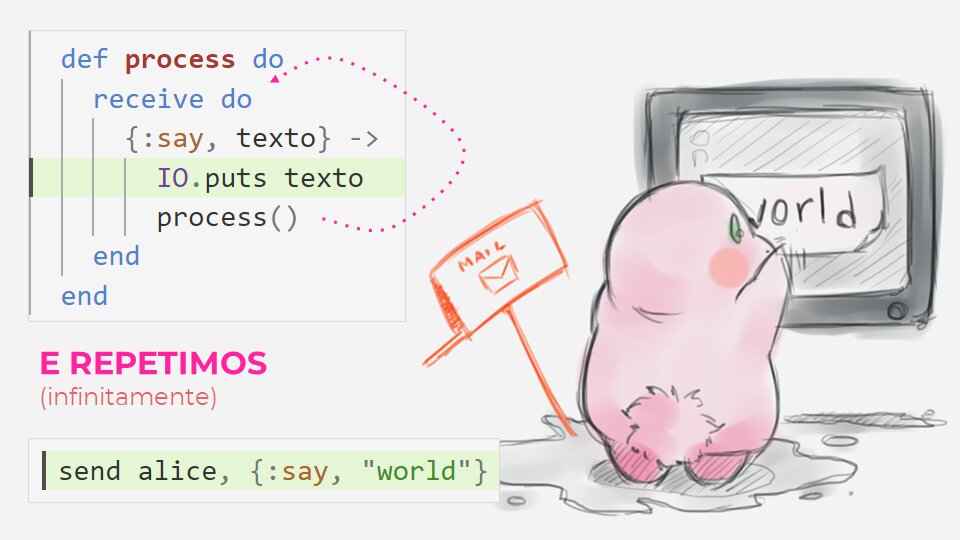 def process do
receive do
{:say, texto} ->
IO.puts texto
process()
end
end
E REPETIMOS
(infinitamente)
send alice, {:say, "world"}
MAIL
world